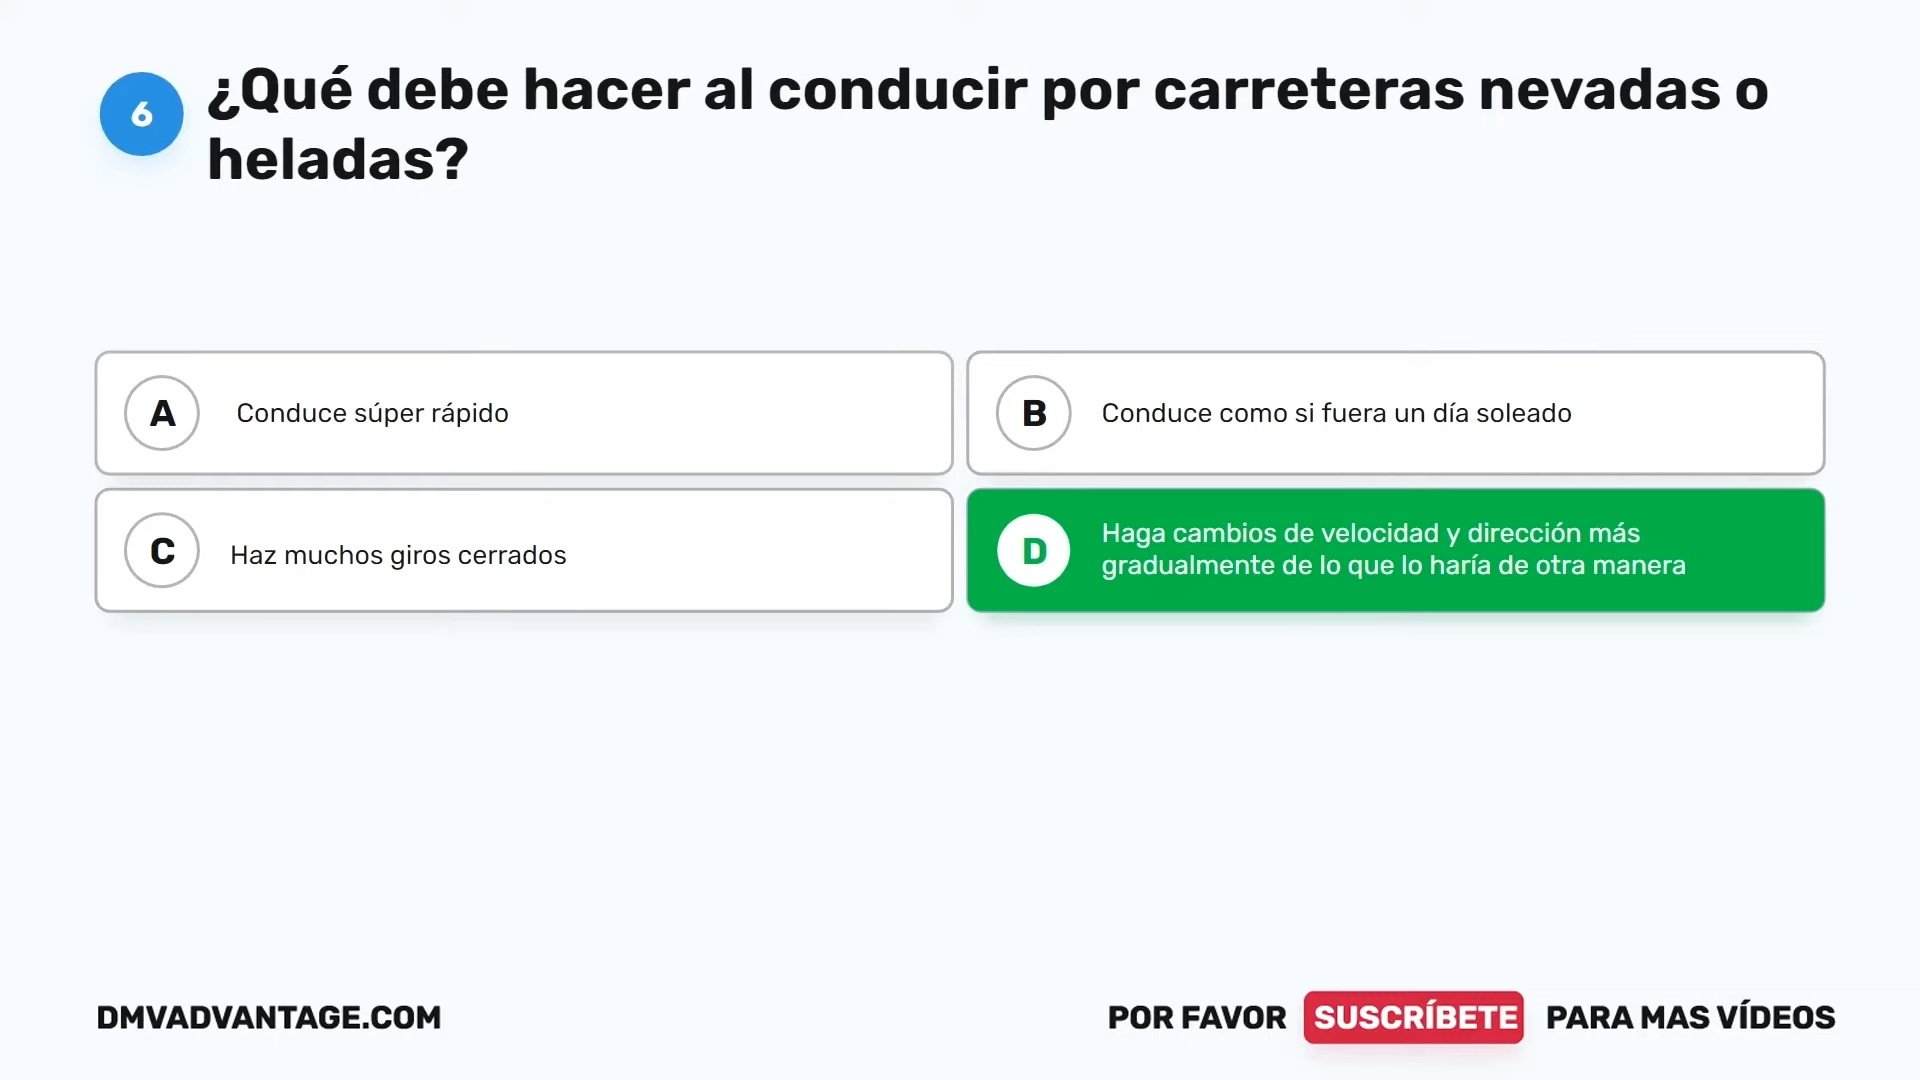 6
¿Qué debe hacer al conducir por carreteras nevadas o
heladas?
A
Conduce súper rápido
B
Conduce como si fuera un día soleado
C
Haz muchos giros cerrados
D
Haga cambios de velocidad y dirección más
gradualmente de lo que lo haría de otra manera
DMVADVANTAGE.COM
POR FAVOR SUSCRÍBETE PARA MAS VÍDEOS